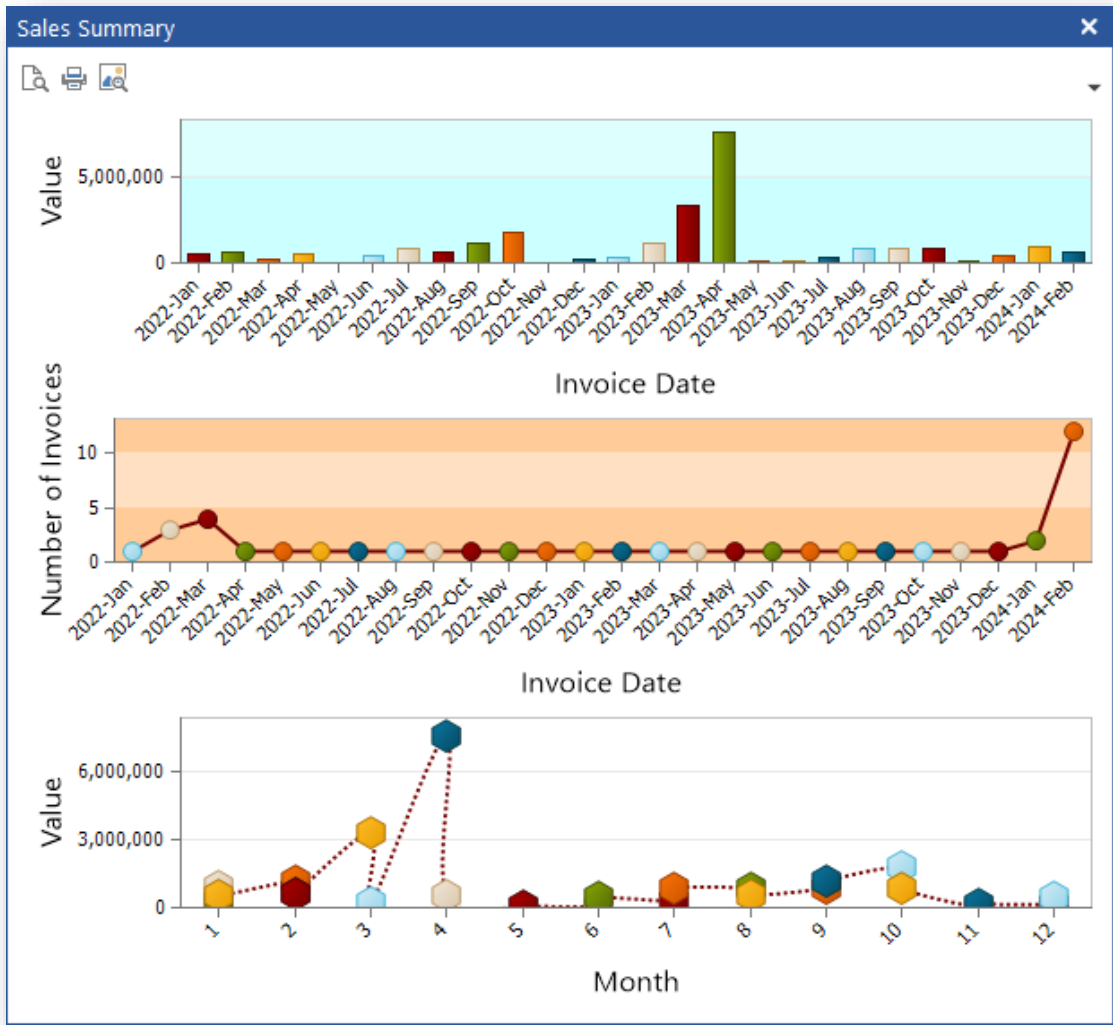 Sales Summary
Value
5,000,000
0
2022-Jan
2022-Feb
2022-Mar
2022-Apr
2022-May
2022-Jun
2022-Jul
2022-Aug
2022-Sep
2022-Oct
2022-Nov
2022-Dec
2023-Jan
2023-Feb
2023-Mar
2023-Apr
2023-May
2023-Jun
2023-Jul
2023-Aug
2023-Sep
2023-Oct
2023-Nov
2023-Dec
2024-Jan
2024-Feb
Invoice Date
Number of Invoices
10
5
0
2022-Jan
2022-Feb
2022-Mar
2022-Apr
2022-May
2022-Jun
2022-Jul
2022-Aug
2022-Sep
2022-Oct
2022-Nov
2022-Dec
2023-Jan
2023-Feb
2023-Mar
2023-Apr
2023-May
2023-Jun
2023-Jul
2023-Aug
2023-Sep
2023-Oct
2023-Nov
2023-Dec
2024-Jan
2024-Feb
Invoice Date
Value
6,000,000
3,000,000
0
1
2
3
4
5
6
7
8
9
10
11
12
Month